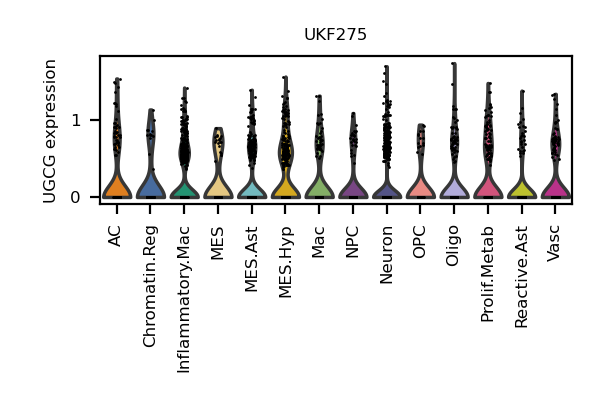 UKF275
UGCG expression
1
0
AC
Chromatin.Reg
Inflammatory.Mac
MES
MES.Ast
MES.Hyp
Mac
NPC
Neuron
OPC
Oligo
Prolif.Metab
Reactive.Ast
Vasc